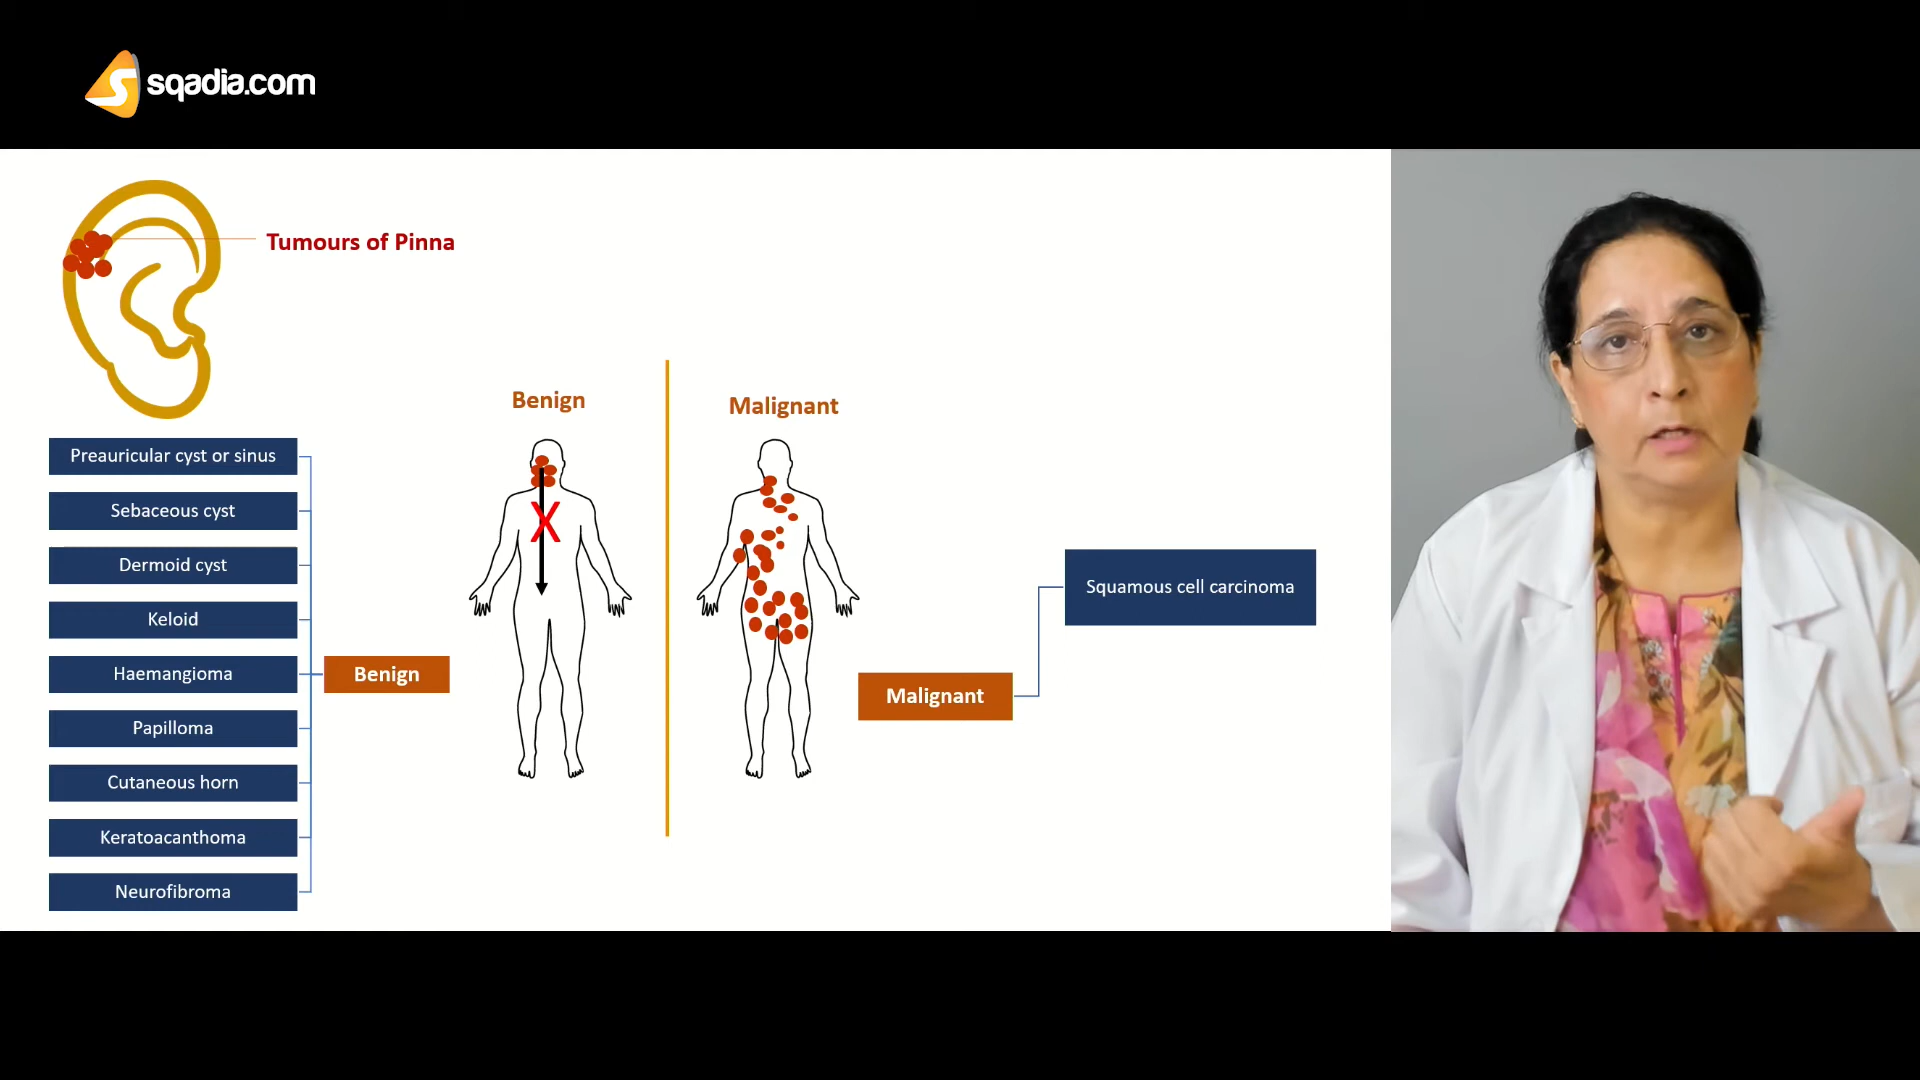 sqadia.com
Tumours of Pinna
Benign
Malignant
Preauricular cyst or sinus
Sebaceous cyst
Dermoid cyst
Keloid
Haemangioma
Papilloma
Cutaneous horn
Keratoacanthoma
Neurofibroma
Benign
X
Malignant
Squamous cell carcinoma